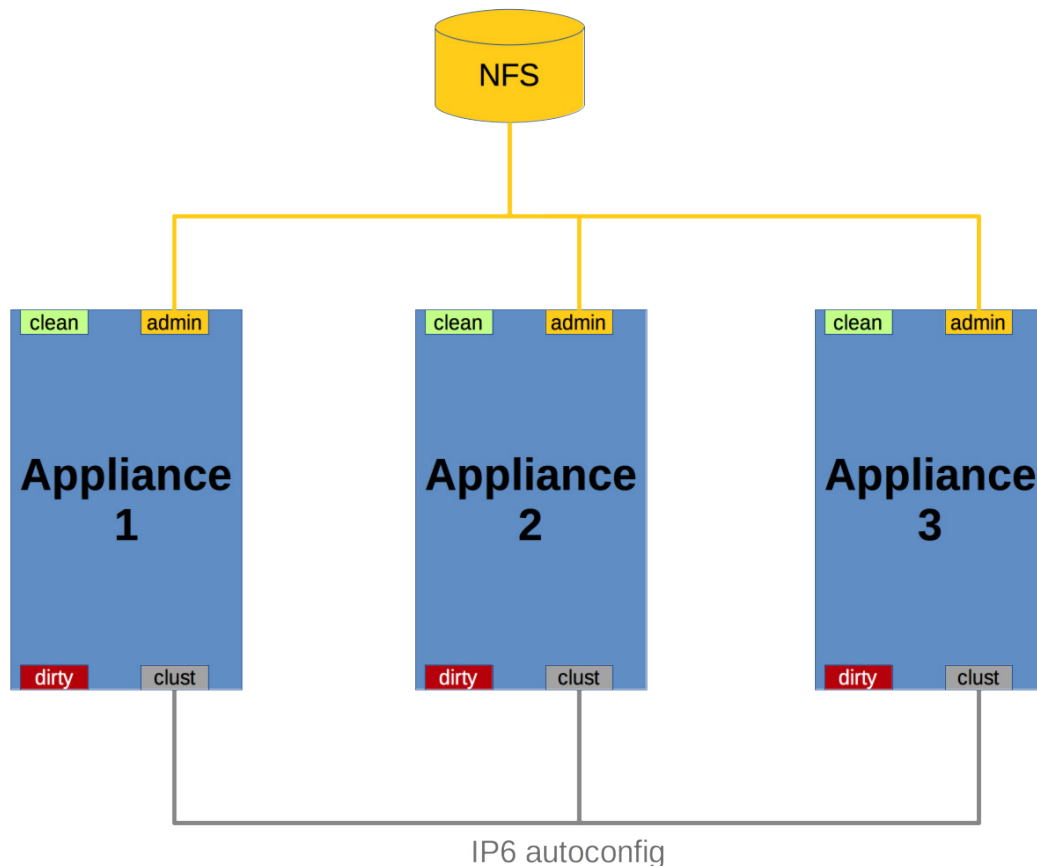 NFS
clean
admin
clean
admin
clean
admin
Appliance
1
Appliance
2
Appliance
3
dirty
clust
dirty
clust
dirty
clust
IP6 autoconfig